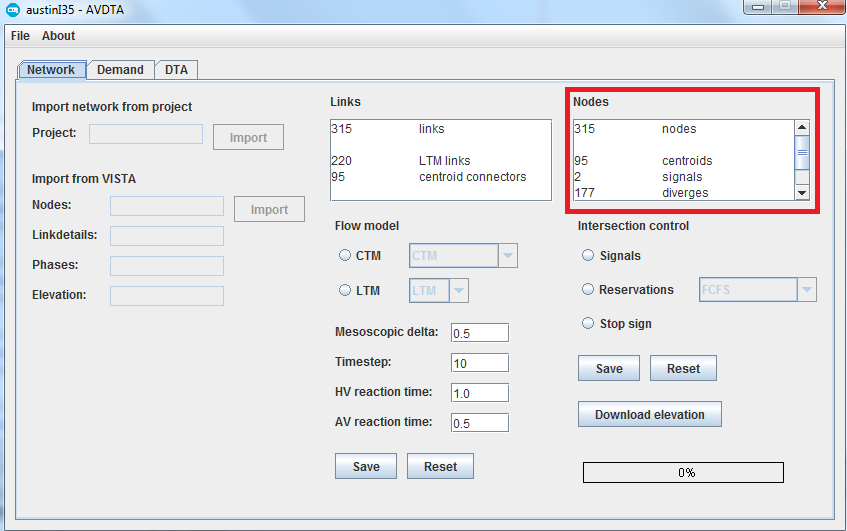 austinI35 - AVDTA
File About
Network Demand DTA
Import network from project
Project: Import
Import from VISTA
Nodes: Import
Linkdetails:
Phases:
Elevation:
Links
315 links
220 LTM links
95 centroid connectors
Flow model
CTM CTM
LTM LTM
Mesoscopic delta: 0.5
Timestep: 10
HV reaction time: 1.0
AV reaction time: 0.5
Save Reset
Nodes
315 nodes
95 centroids
2 signals
177 diverges
Intersection control
Signals
Reservations FCFS
Stop sign
Save Reset
Download elevation
0%